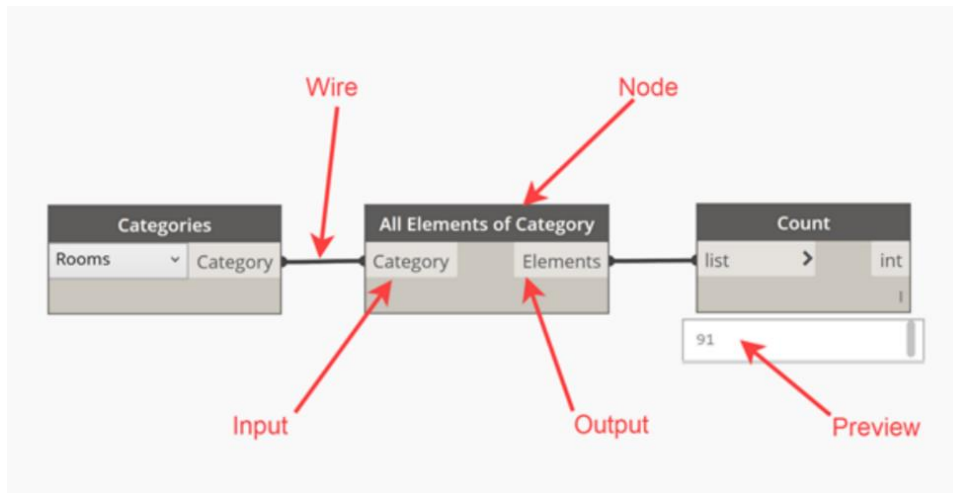 Wire
Node
Categories
Rooms
Category
All Elements of Category
Category
Elements
Count
list >
int
l
91
Input
Output
Preview